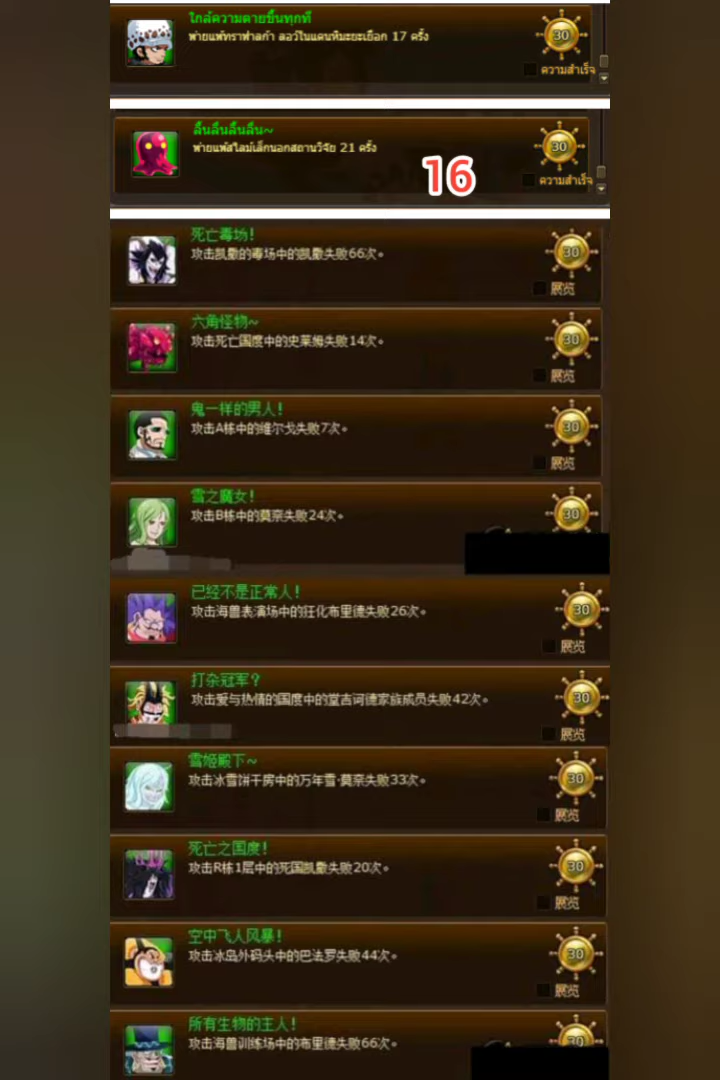 ใกล้ความตายขึ้นทุกที
พ่ายแพ้ทราฟาลก้า ลอว์ในแดนหิมะยะเยือก 17 ครั้ง
30
ความสำเร็จ
ลื่นลื่นลื่นลื่น~
พ่ายแพ้สไลม์เล็กนอกสถานวิจัย 21 ครั้ง
30
ความสำเร็จ
16
死亡毒场!
攻击凯撒的毒场中的凯撒失败66次。
30
展览
六角怪物~
攻击死亡国度中的史莱姆失败14次。
30
展览
鬼一样的男人!
攻击A栋中的维尔戈失败7次。
30
展览
雪之魔女!
攻击B栋中的莫奈失败24次。
30
已经不是正常人!
攻击海兽表演场中的狂化布里德失败26次。
30
展览
打杂冠军?
攻击爱与热情的国度中的堂吉诃德家族成员失败42次。
30
展览
雪姬殿下~
攻击冰雪饼干房中的万年雪·莫奈失败33次。
30
展览
死亡之国度!
攻击R栋1层中的死国凯撒失败20次。
30
展览
空中飞人风暴!
攻击冰岛外码头中的巴法罗失败44次。
30
展览
所有生物的主人!
攻击海兽训练场中的布里德失败66次。
30